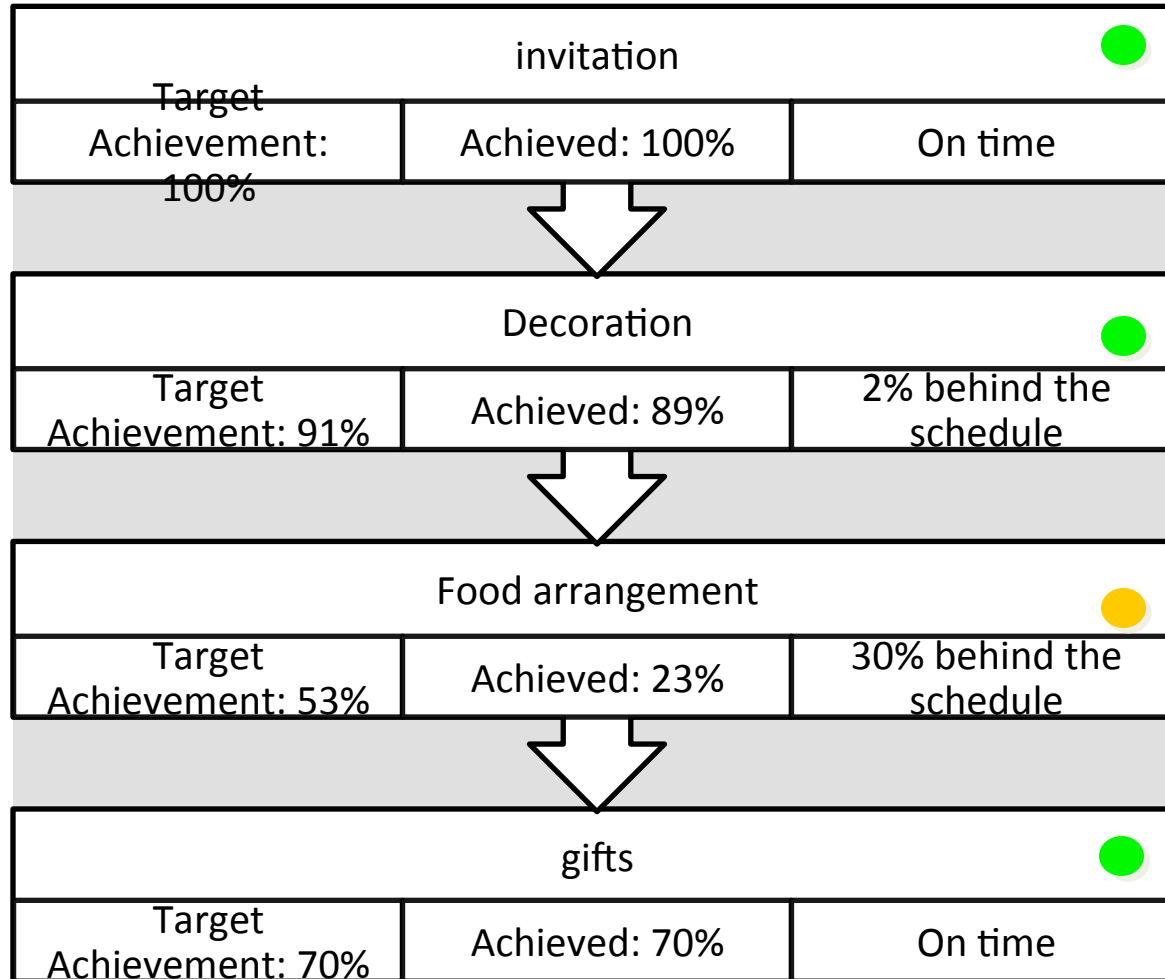 invitation
Target
Achievement:
100%
Achieved: 100%
On time
Decoration
Target
Achievement: 91%
Achieved: 89%
2% behind the
schedule
Food arrangement
Target
Achievement: 53%
Achieved: 23%
30% behind the
schedule
gifts
Target
Achievement: 70%
Achieved: 70%
On time